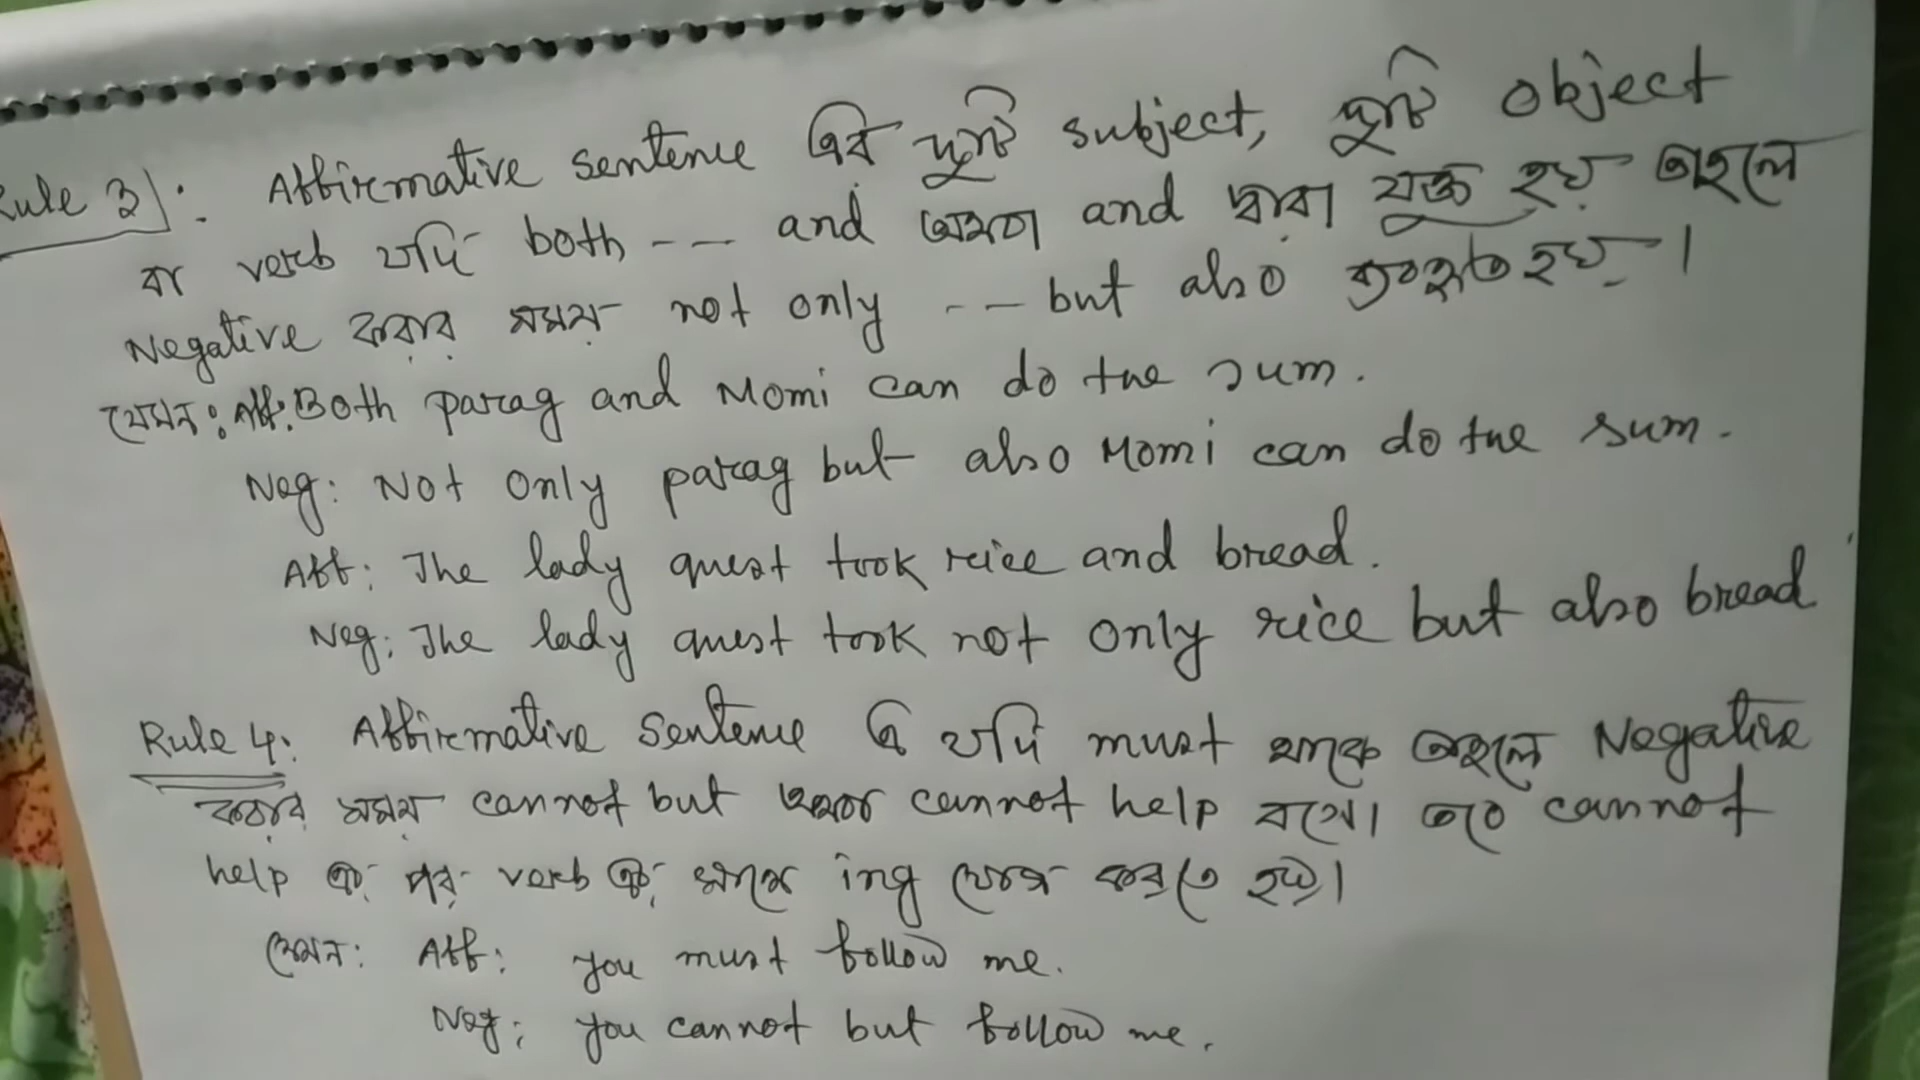 Rule 3): Affirmative sentence এর দুটি subject, দুটি object
বা verb যদি both --- and অথবা and দ্বারা যুক্ত হয় তাহলে
Negative করার সময় not only --- but also ব্যবহৃত হয়।
যেমন: Aff: Both parag and Momi can do the sum.
Neg: Not only parag but also Momi can do the sum.
Aff: The lady guest took rice and bread.
Neg: The lady guest took not only rice but also bread
Rule 4: Affirmative sentence এ যদি must থাকে তাহলে Negative
করার সময় cannot but অথবা cannot help বসে। তবে cannot
help এর পর verb এর সাথে ing যোগ করতে হয়।
যেমন: Aff: you must follow me.
Neg: you cannot but follow me.